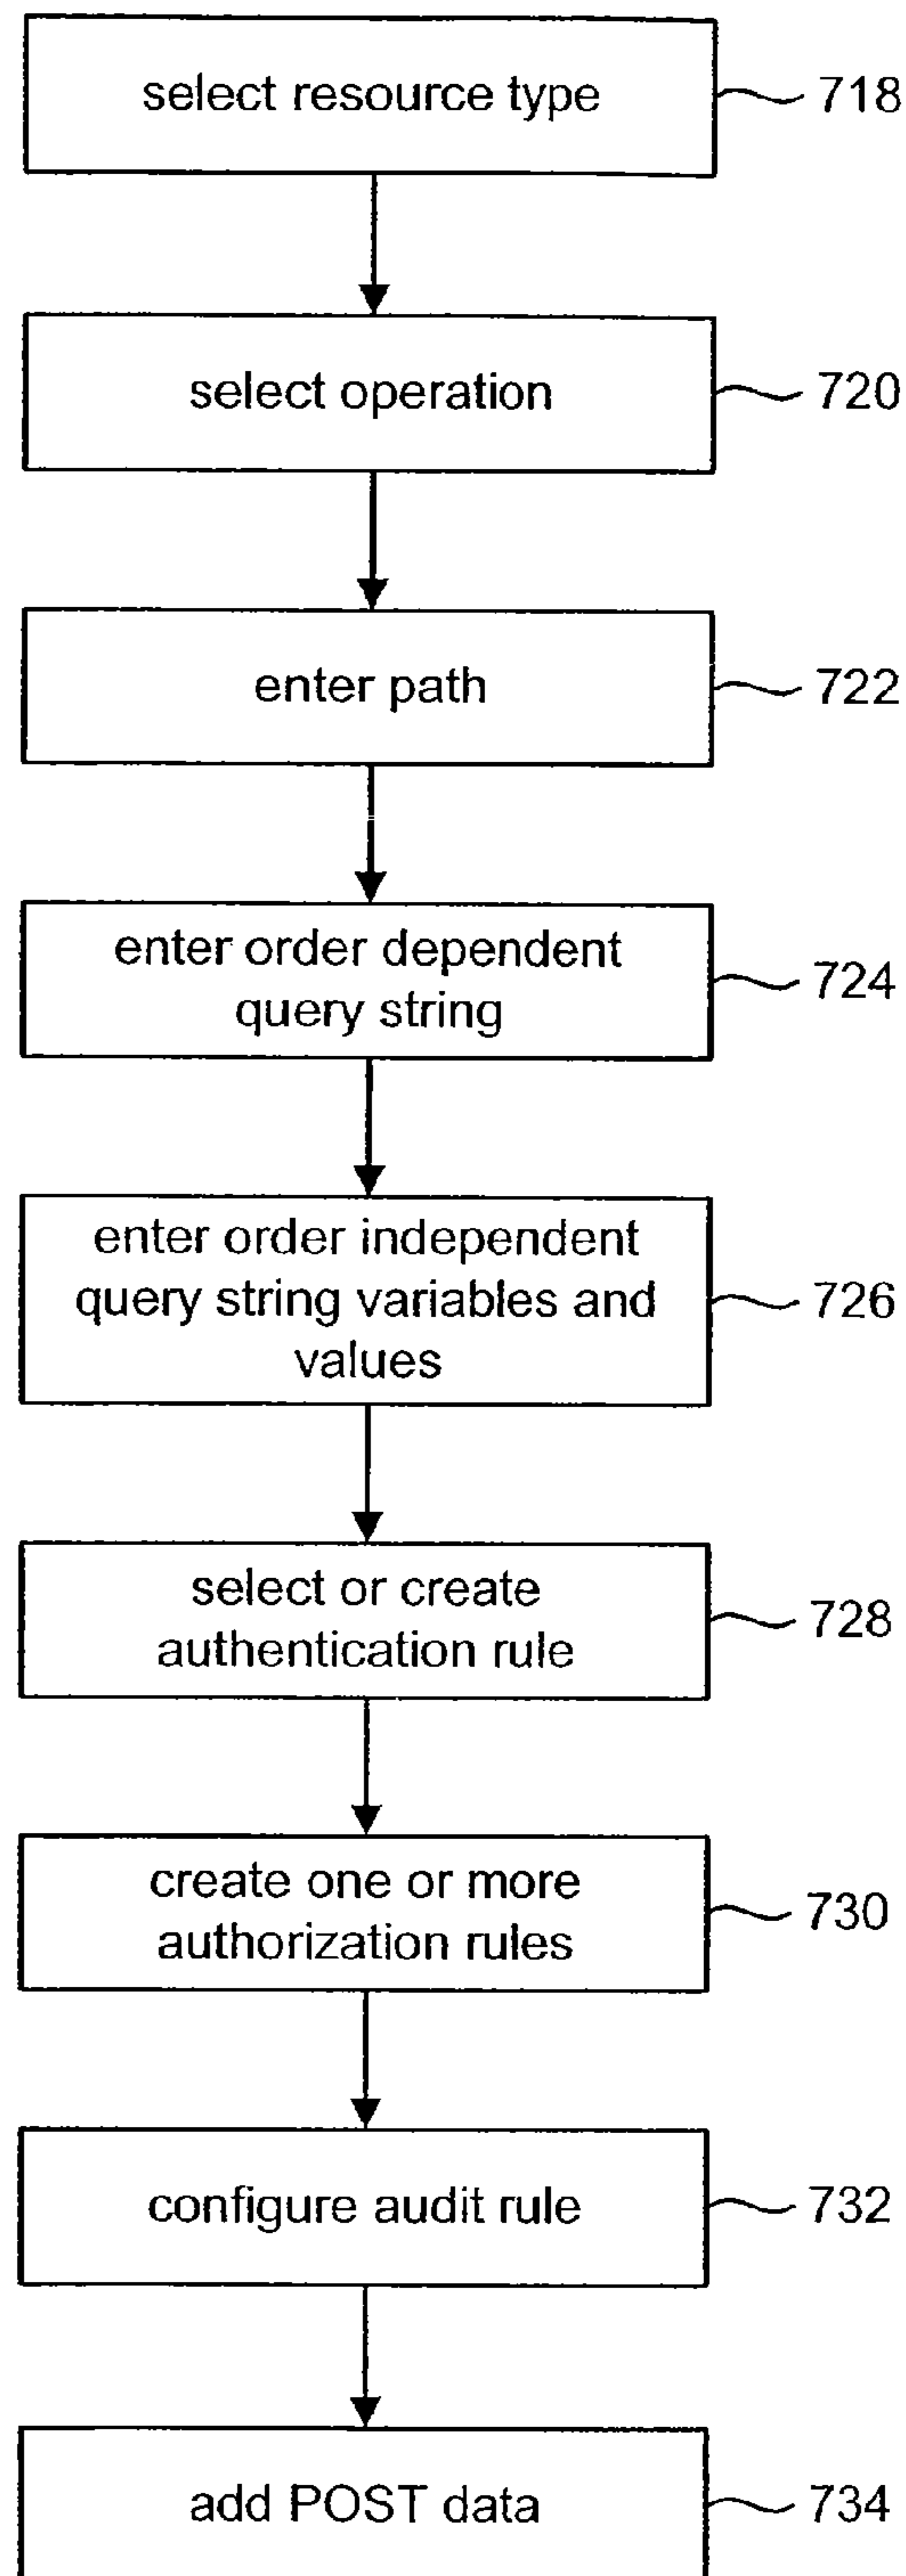 select resource type
718
select operation
720
enter path
722
enter order dependent
query string
724
enter order independent
query string variables and
values
726
select or create
authentication rule
728
create one or more
authorization rules
730
configure audit rule
732
add POST data
734